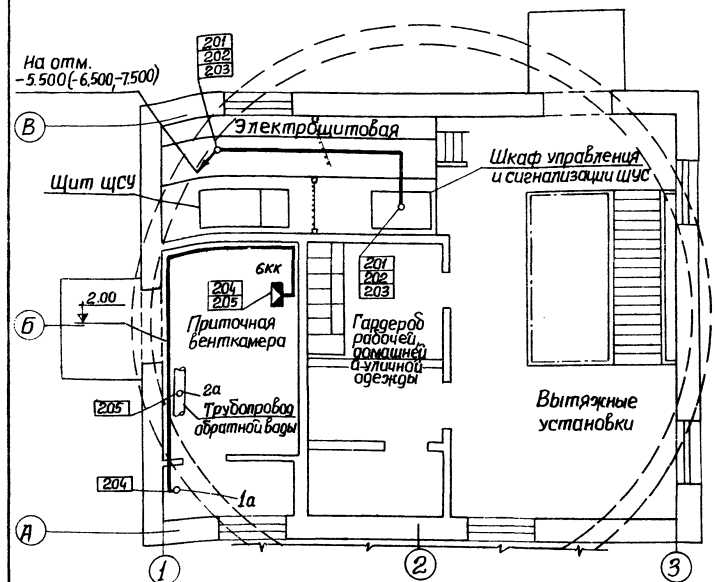 201
202
203
На отм.
-5.500(-6,500,-7.500)
В
Электрощитовая
Шкаф управления
и сигнализации ШУС
Щит ЩСУ
6КК
204
205
201
202
203
2.00
Б
Приточная
венткамера
Гардероб
рабочей,
домашней
и уличной
одежды
205
2а
Трубопровод
обратной воды
Вытяжные
установки
204
1а
А
1
2
3